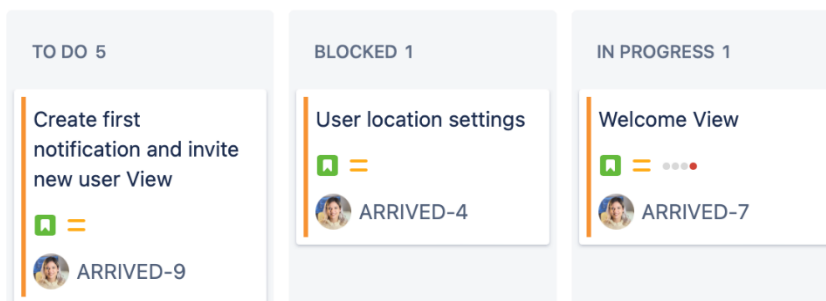 TO DO 5
Create first
notification and invite
new user View
ARRIVED-9
BLOCKED 1
User location settings
ARRIVED-4
IN PROGRESS 1
Welcome View
ARRIVED-7